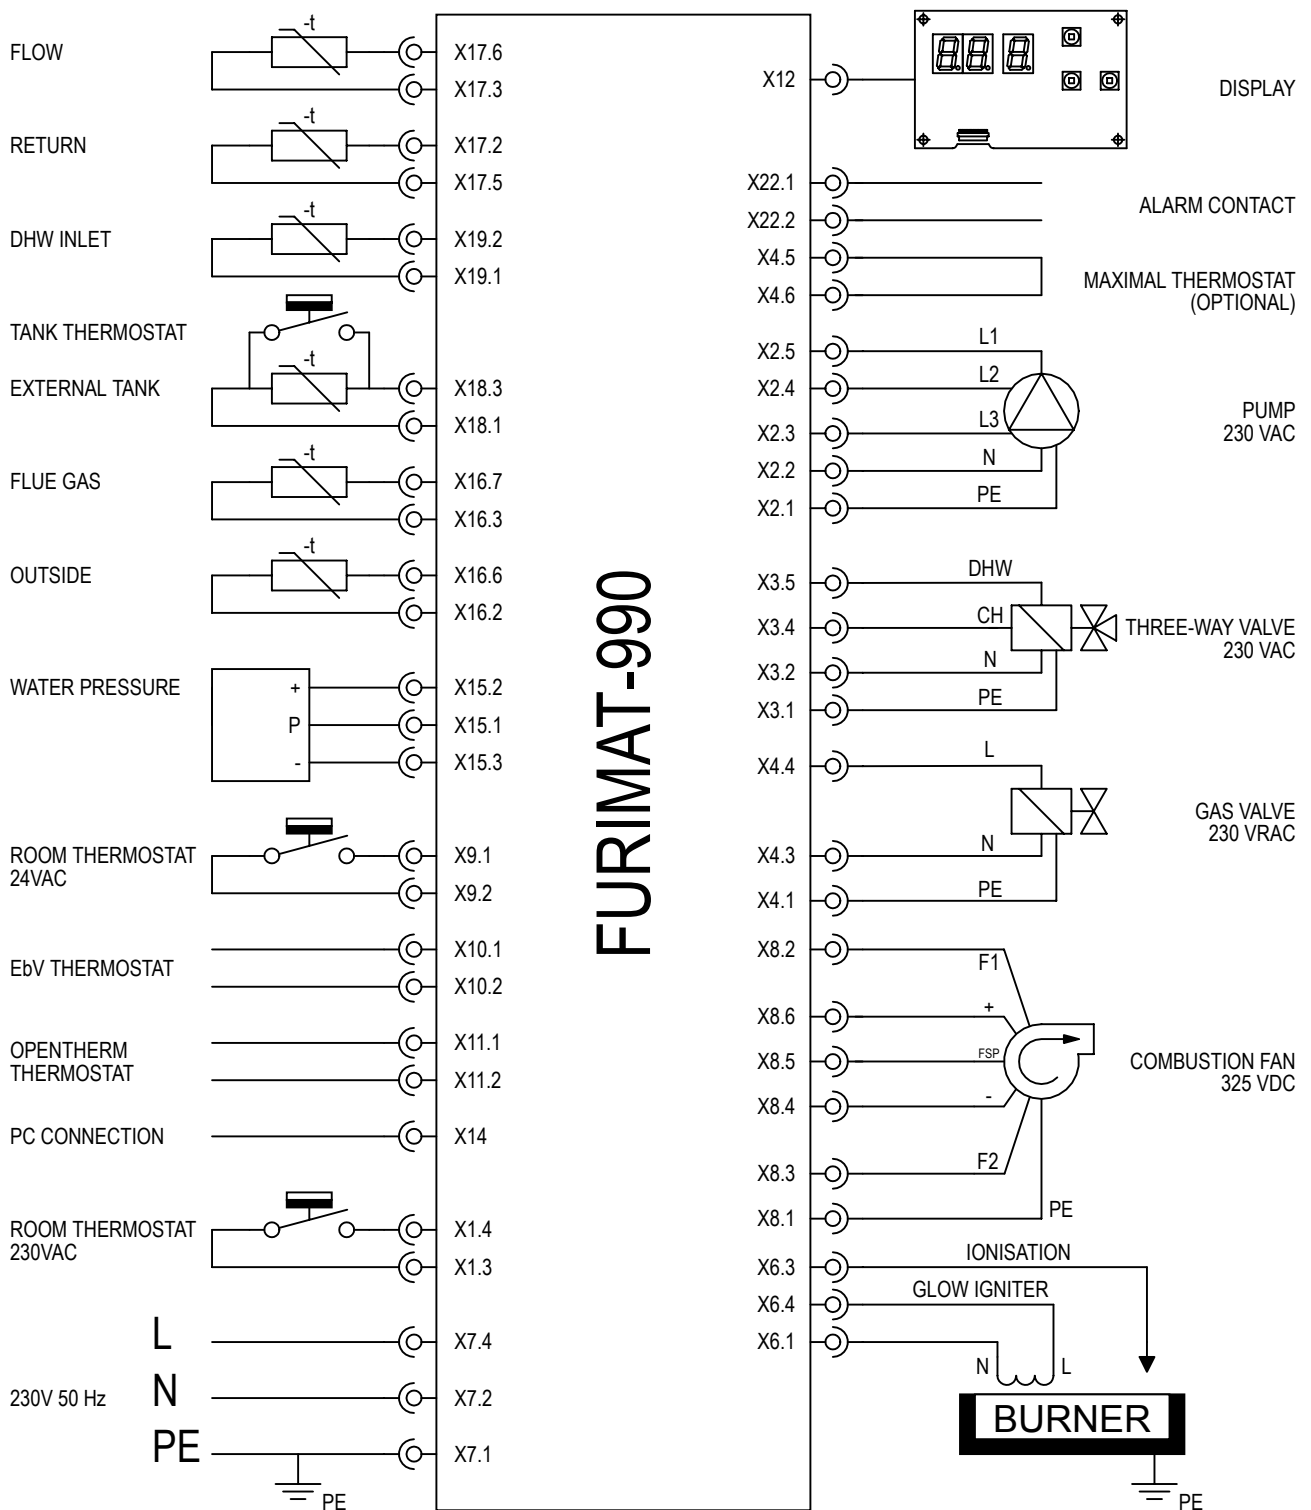 FLOW
-t
X17.6
X17.3
RETURN
-t
X17.2
X17.5
DHW INLET
-t
X19.2
X19.1
TANK THERMOSTAT
EXTERNAL TANK
-t
X18.3
X18.1
FLUE GAS
-t
X16.7
X16.3
OUTSIDE
-t
X16.6
X16.2
WATER PRESSURE
+
P
-
X15.2
X15.1
X15.3
ROOM THERMOSTAT
24VAC
X9.1
X9.2
EbV THERMOSTAT
X10.1
X10.2
OPENTHERM
THERMOSTAT
X11.1
X11.2
PC CONNECTION
X14
ROOM THERMOSTAT
230VAC
X1.4
X1.3
230V 50 Hz
L
N
PE
X7.4
X7.2
X7.1
PE
FURIMAT-990
X12
8.8.8.
DISPLAY
X22.1
X22.2
ALARM CONTACT
X4.5
X4.6
MAXIMAL THERMOSTAT
(OPTIONAL)
X2.5
L1
X2.4
L2
X2.3
L3
X2.2
N
X2.1
PE
PUMP
230 VAC
X3.5
DHW
X3.4
CH
X3.2
N
X3.1
PE
THREE-WAY VALVE
230 VAC
X4.4
L
X4.3
N
X4.1
PE
GAS VALVE
230 VRAC
X8.2
F1
X8.6
+
X8.5
FSP
X8.4
-
X8.3
F2
X8.1
PE
COMBUSTION FAN
325 VDC
X6.3
IONISATION
X6.4
GLOW IGNITER
X6.1
N
L
BURNER
PE